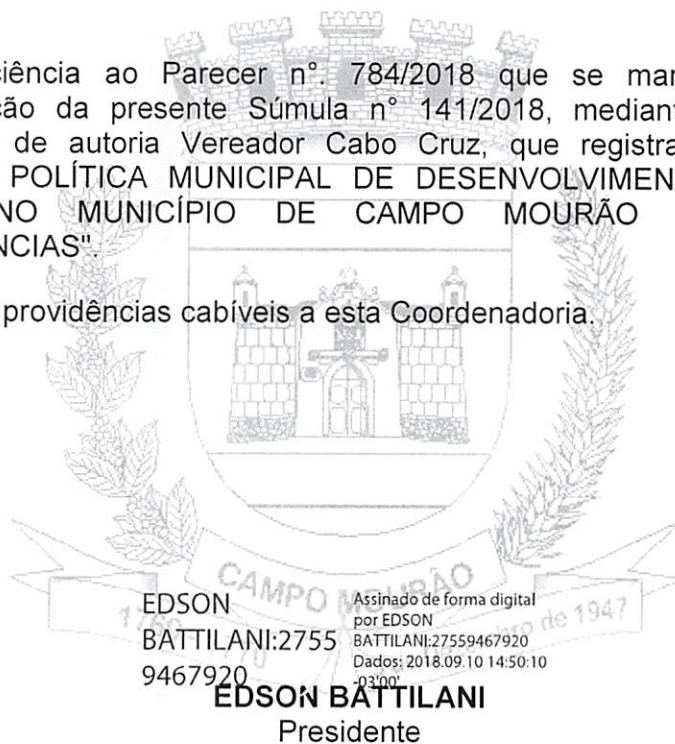 ciência ao Parecer n°. 784/2018 que se mar
ção da presente Súmula n° 141/2018, mediant
de autoria Vereador Cabo Cruz, que registra
POLÍTICA MUNICIPAL DE DESENVOLVIMEN
NO MUNICÍPIO DE CAMPO MOURÃO
NCIAS".
providências cabíveis a esta Coordenadoria.
CAMPO MOURÃO
EDSON
BATTILANI:2755
9467920
Assinado de forma digital
por EDSON
BATTILANI:27559467920
Dados: 2018.09.10 14:50:10
-03'00'
de 1947
EDSON BATTILANI
Presidente